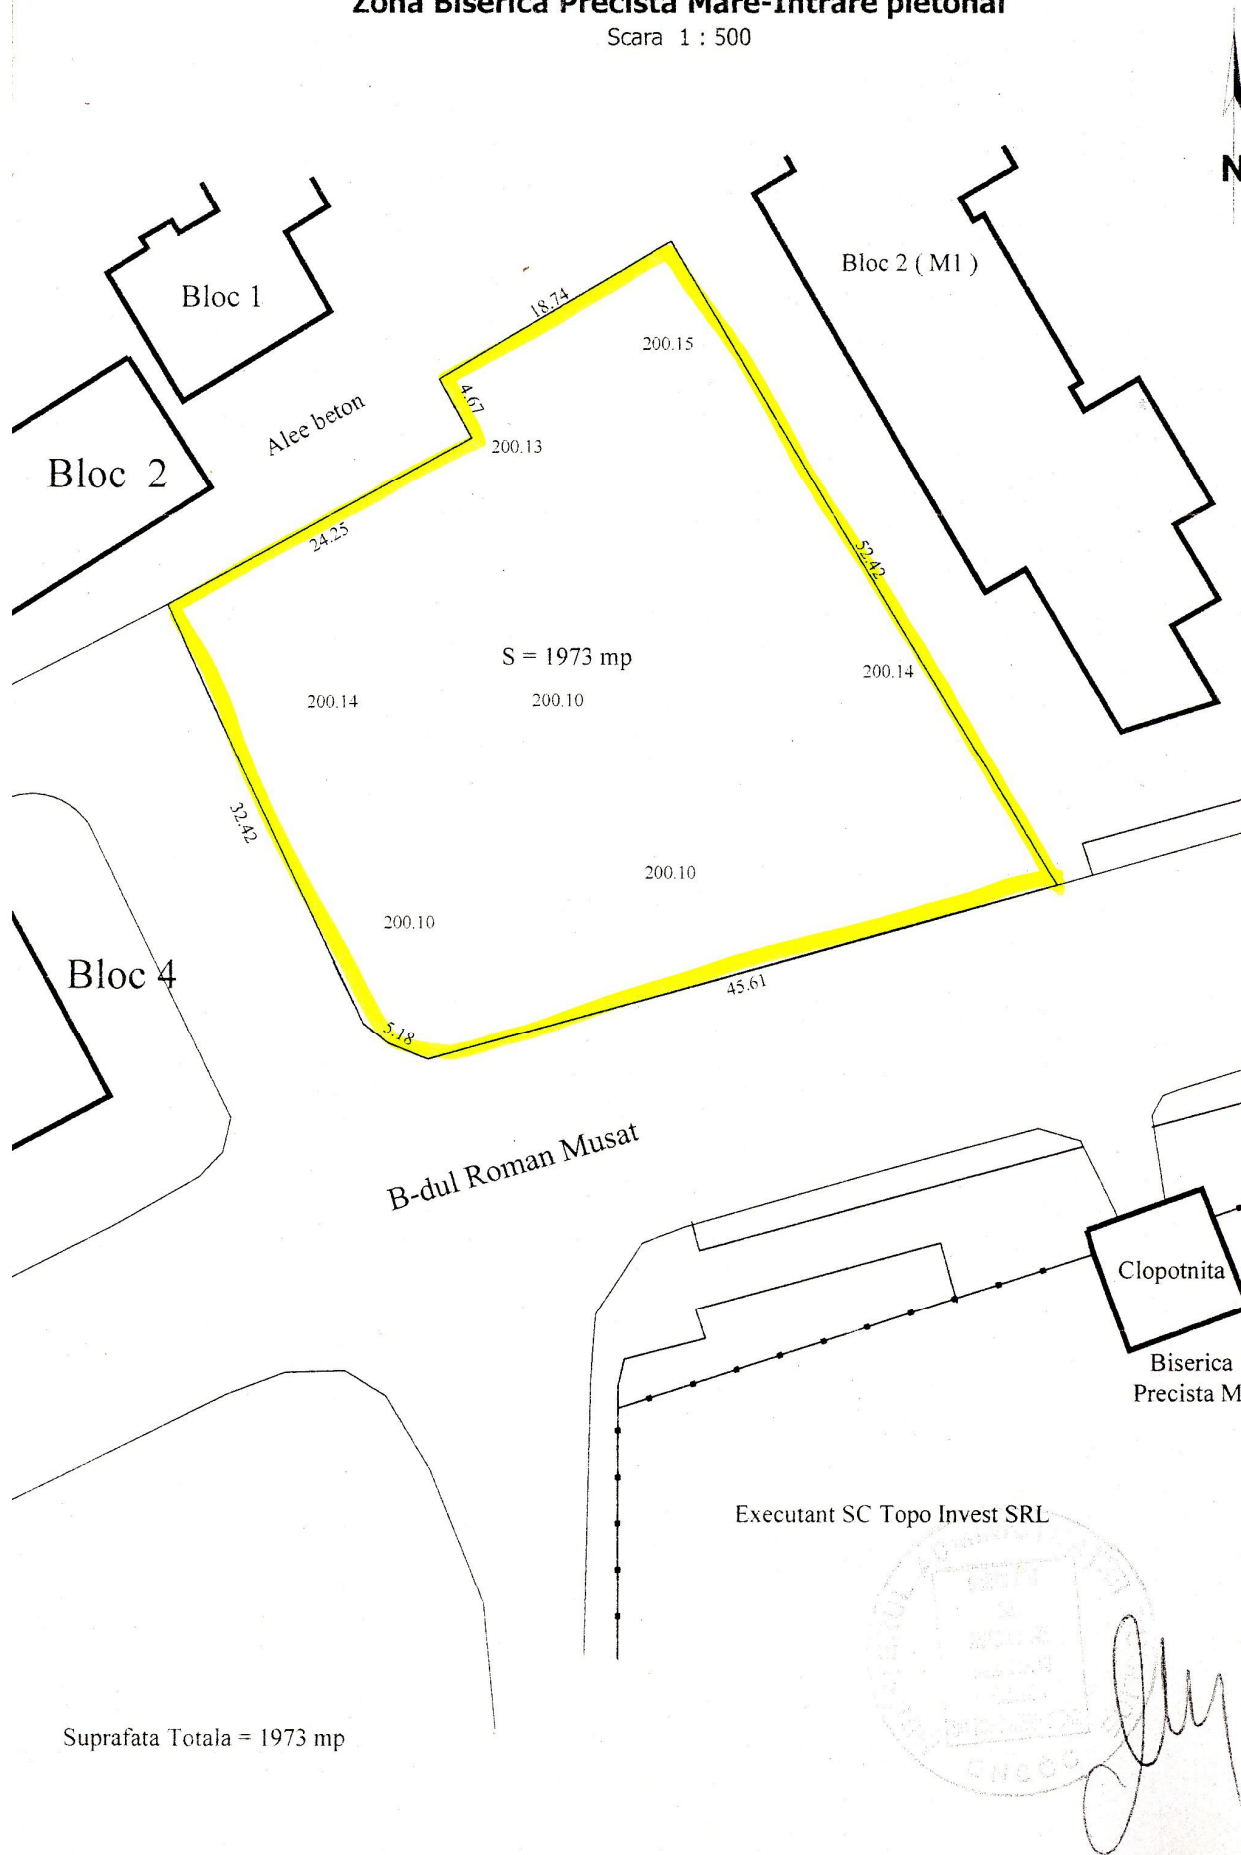 Zona Biserica Precista Mare-Intrare pietonal
Scara 1 : 500
N
Bloc 1
Bloc 2 ( M1 )
18.74
200.15
4.67
Alee beton
200.13
Bloc 2
24.25
52.42
S = 1973 mp
200.14
200.14
200.10
32.42
200.10
200.10
Bloc 4
45.61
5.18
B-dul Roman Musat
Clopotnita
Biserica
Precista M
Executant SC Topo Invest SRL
Suprafata Totala = 1973 mp